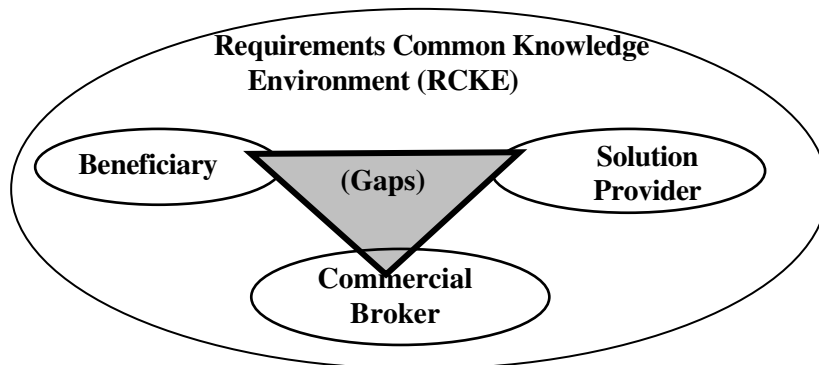 Requirements Common Knowledge
Environment (RCKE)
Beneficiary
(Gaps)
Solution
Provider
Commercial
Broker